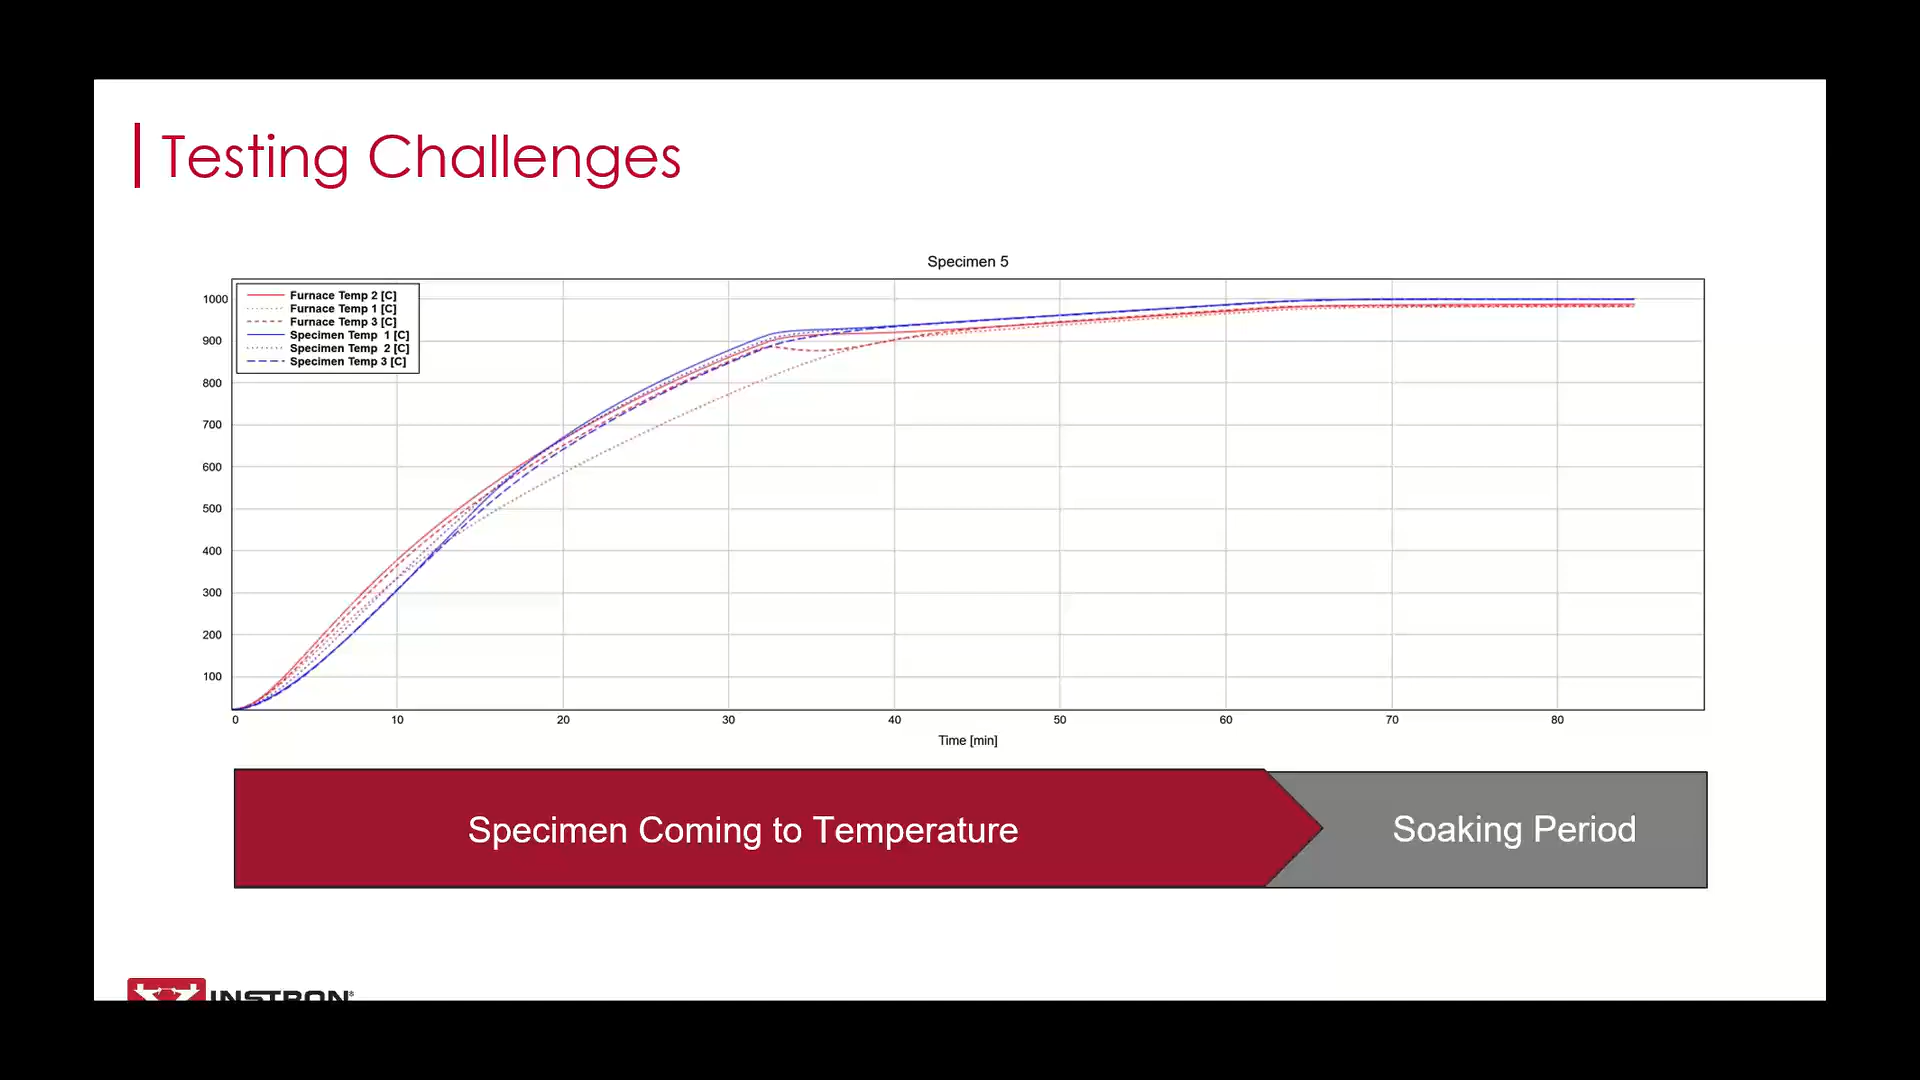 Testing Challenges
Specimen 5
Furnace Temp 2 [C]
Furnace Temp 1 [C]
Furnace Temp 3 [C]
Specimen Temp 1 [C]
Specimen Temp 2 [C]
Specimen Temp 3 [C]
1000
900
800
700
600
500
400
300
200
100
0 10 20 30 40 50 60 70 80
Time [min]
Specimen Coming to Temperature
Soaking Period
INSTRON®